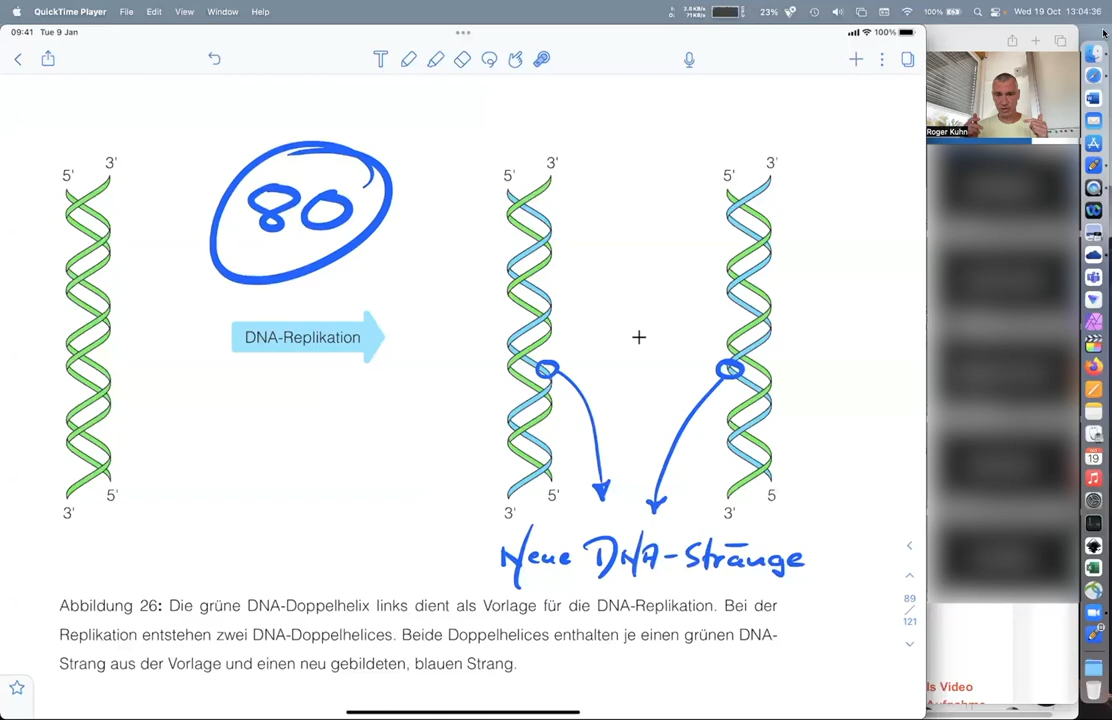 QuickTime Player File Edit View Window Help
23%
100%
Wed 19 Oct 13:04:36
09:41 Tue 9 Jan
100%
Roger Kuhn
80
5' 3'
5' 3'
5' 3'
DNA-Replikation
+
3' 5'
3' 5'
3' 5
Neue DNA-Stränge
Abbildung 26: Die grüne DNA-Doppelhelix links dient als Vorlage für die DNA-Replikation. Bei der
Replikation entstehen zwei DNA-Doppelhelices. Beide Doppelhelices enthalten je einen grünen DNA-
Strang aus der Vorlage und einen neu gebildeten, blauen Strang.
89
/
121
ls Video